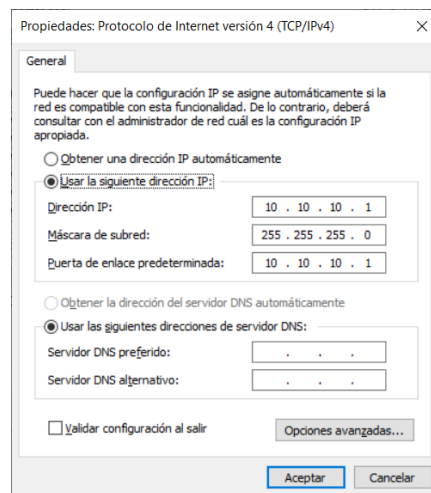 Propiedades: Protocolo de Internet versión 4 (TCP/IPv4)
General
Puede hacer que la configuración IP se asigne automáticamente si la
red es compatible con esta funcionalidad. De lo contrario, deberá
consultar con el administrador de red cuál es la configuración IP
apropiada.
Obtener una dirección IP automáticamente
Usar la siguiente dirección IP:
Dirección IP: 10 . 10 . 10 . 1
Máscara de subred: 255 . 255 . 255 . 0
Puerta de enlace predeterminada: 10 . 10 . 10 . 1
Obtener la dirección del servidor DNS automáticamente
Usar las siguientes direcciones de servidor DNS:
Servidor DNS preferido: . . .
Servidor DNS alternativo: . . .
Validar configuración al salir
Opciones avanzadas...
Aceptar Cancelar